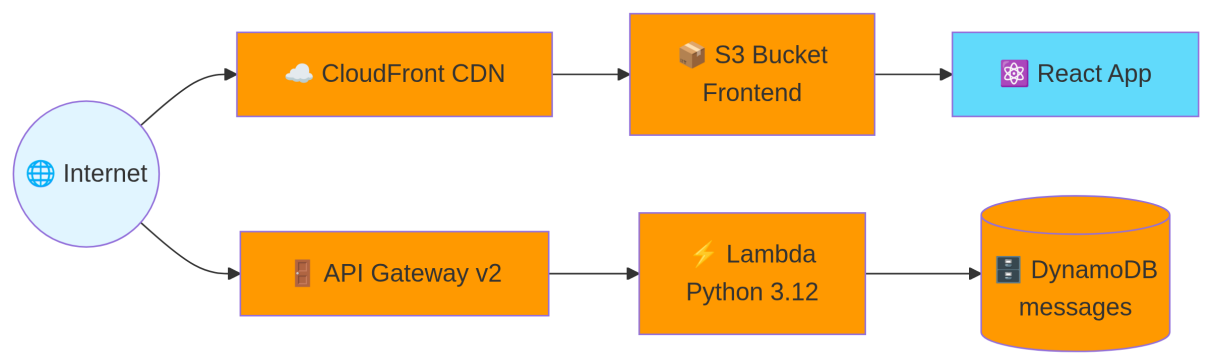 ☁️ CloudFront CDN
📦 S3 Bucket
Frontend
⚛️ React App
🌐 Internet
🚪 API Gateway v2
⚡ Lambda
Python 3.12
🗄️ DynamoDB
messages